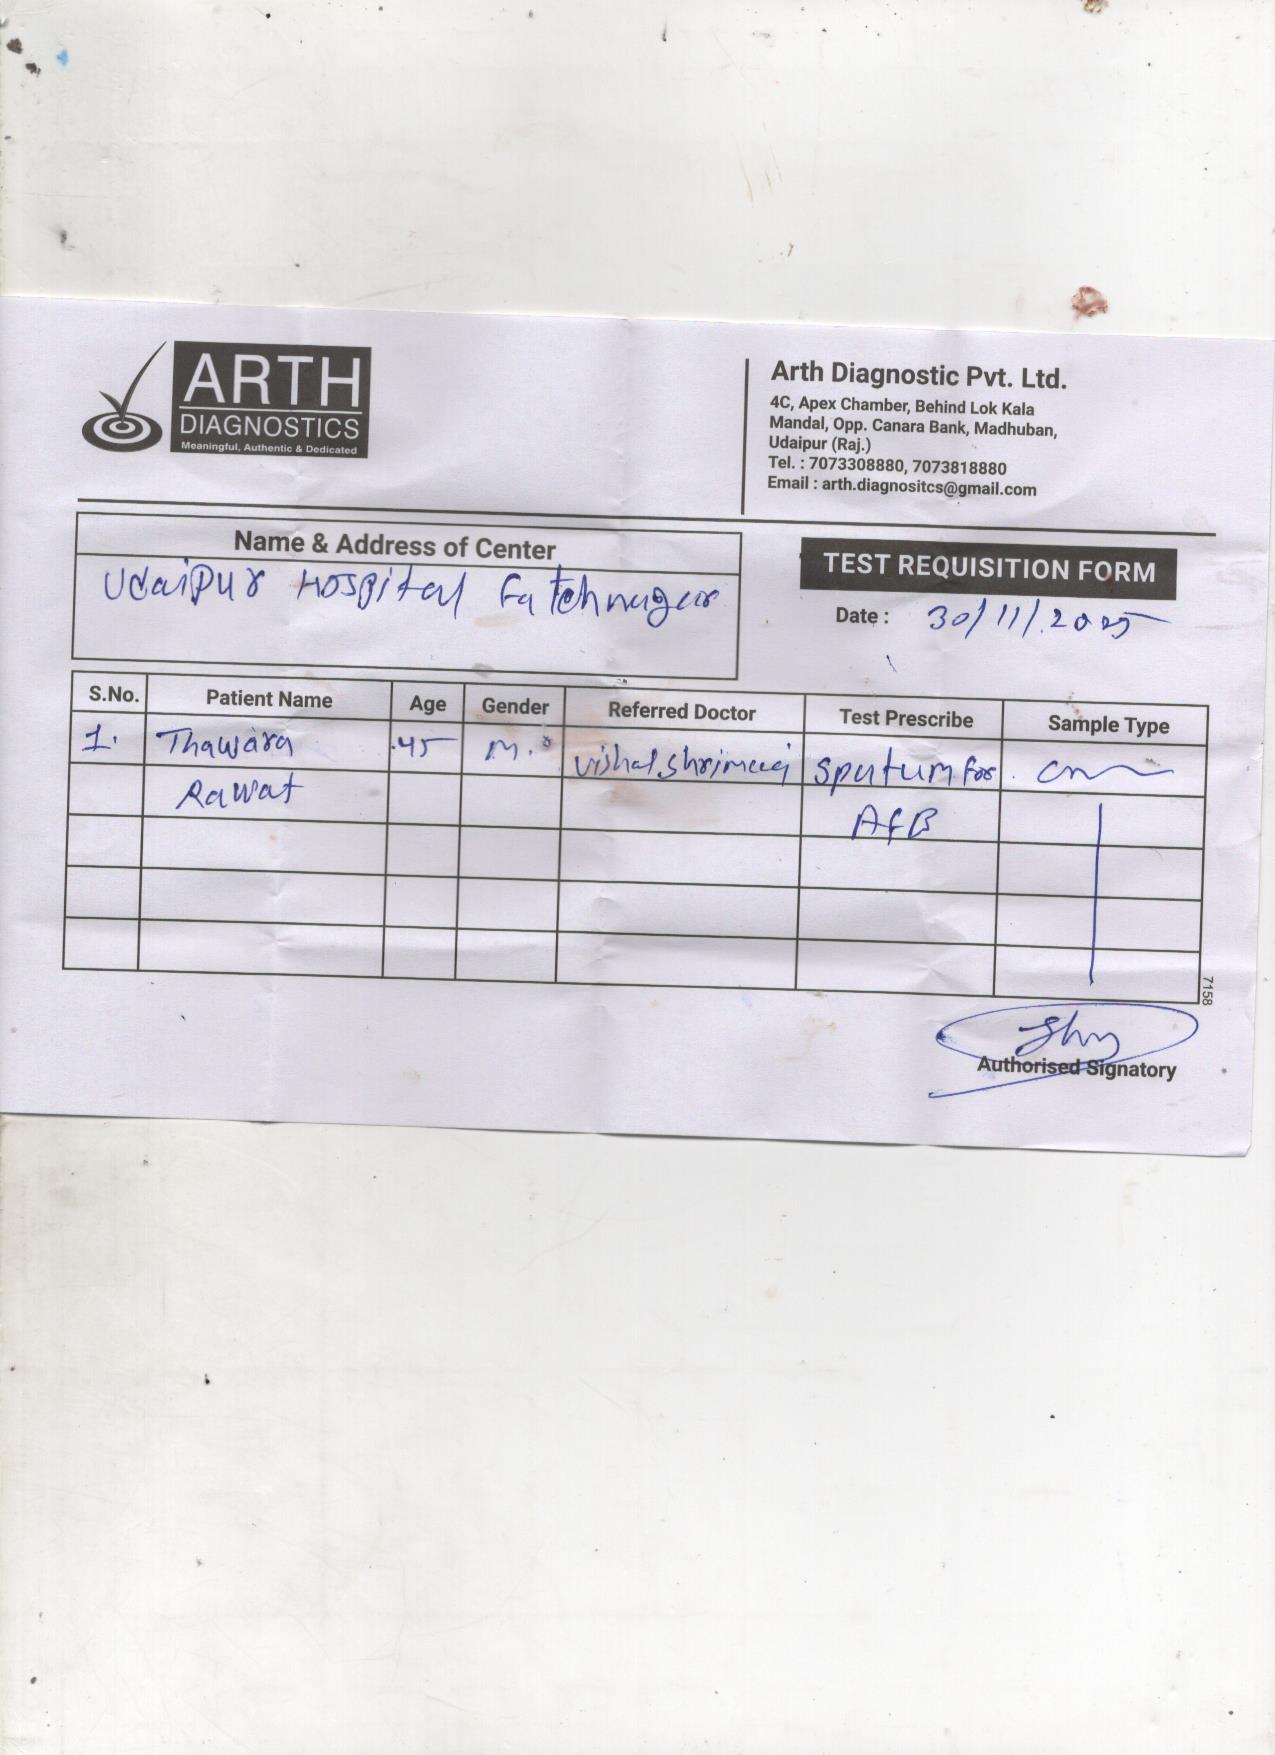 ARTH
DIAGNOSTICS
Meaningful, Authentic & Dedicated
Arth Diagnostic Pvt. Ltd.
4C, Apex Chamber, Behind Lok Kala
Mandal, Opp. Canara Bank, Madhuban,
Udaipur (Raj.)
Tel. : 7073308880, 7073818880
Email : arth.diagnositcs@gmail.com
Name & Address of Center
Udaipur Hospital Fatehnagar
TEST REQUISITION FORM
Date : 30/11/2025
S.No. Patient Name Age Gender Referred Doctor Test Prescribe Sample Type
1. Thawara 45 M. Vishal Sputum for
Rawat AFB
7158
Authorised Signatory